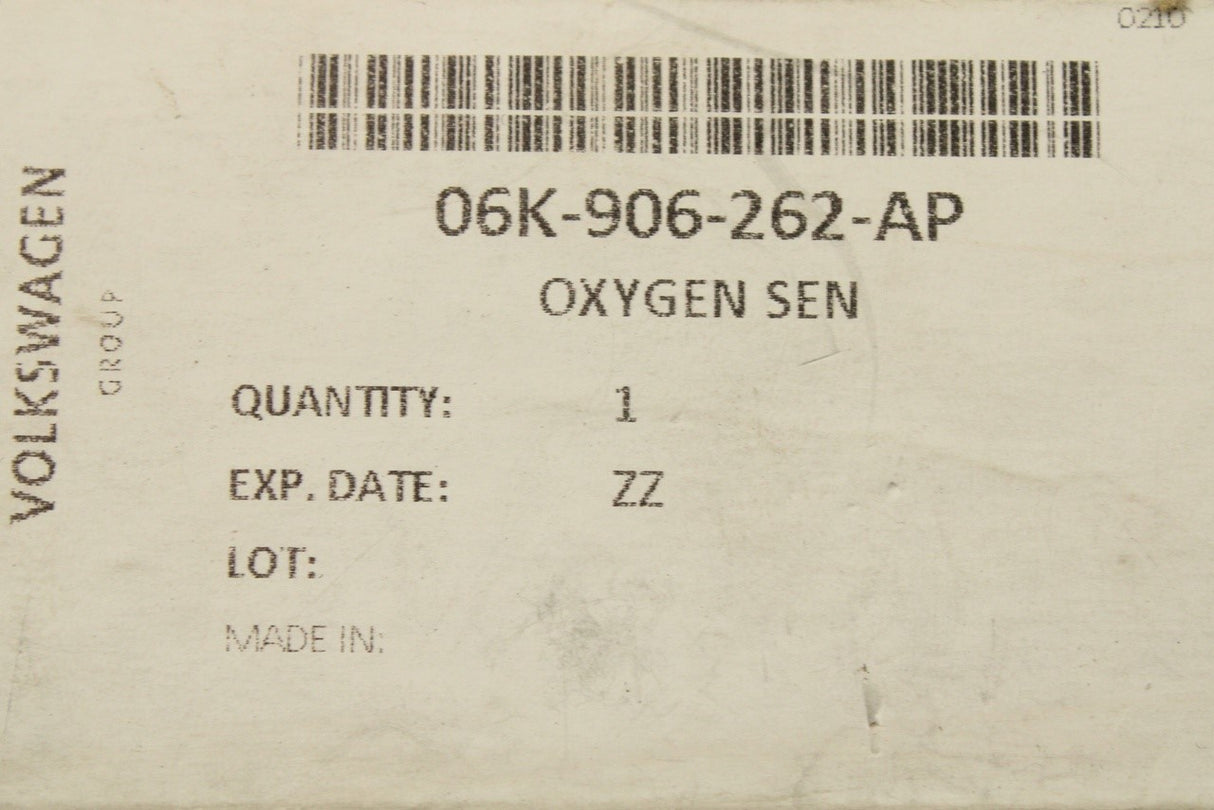 0210
06K-906-262-AP
OXYGEN SEN
VOLKSWAGEN
GROUP
QUANTITY: 1
EXP. DATE: ZZ
LOT:
MADE IN: